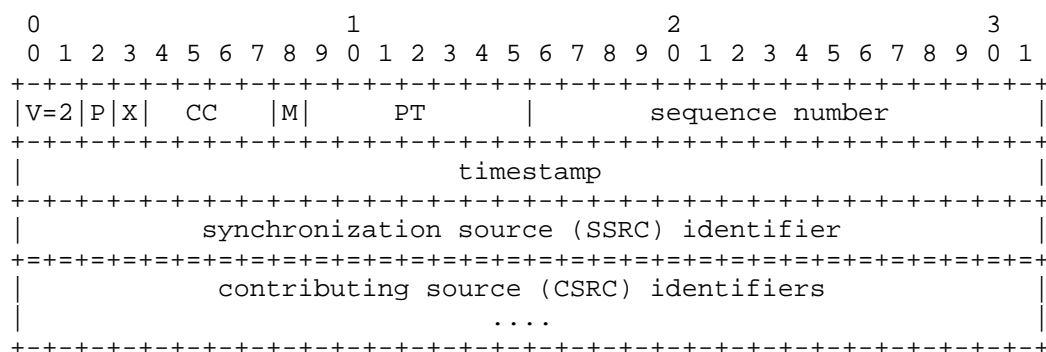 0                   1                   2                   3
0 1 2 3 4 5 6 7 8 9 0 1 2 3 4 5 6 7 8 9 0 1 2 3 4 5 6 7 8 9 0 1
+-+-+-+-+-+-+-+-+-+-+-+-+-+-+-+-+-+-+-+-+-+-+-+-+-+-+-+-+-+-+-+-+
|V=2|P|X|  CC   |M|     PT      |       sequence number         |
+-+-+-+-+-+-+-+-+-+-+-+-+-+-+-+-+-+-+-+-+-+-+-+-+-+-+-+-+-+-+-+-+
|                           timestamp                           |
+-+-+-+-+-+-+-+-+-+-+-+-+-+-+-+-+-+-+-+-+-+-+-+-+-+-+-+-+-+-+-+-+
|           synchronization source (SSRC) identifier            |
+=+=+=+=+=+=+=+=+=+=+=+=+=+=+=+=+=+=+=+=+=+=+=+=+=+=+=+=+=+=+=+=+
|            contributing source (CSRC) identifiers             |
|                             ....                              |
+-+-+-+-+-+-+-+-+-+-+-+-+-+-+-+-+-+-+-+-+-+-+-+-+-+-+-+-+-+-+-+-+